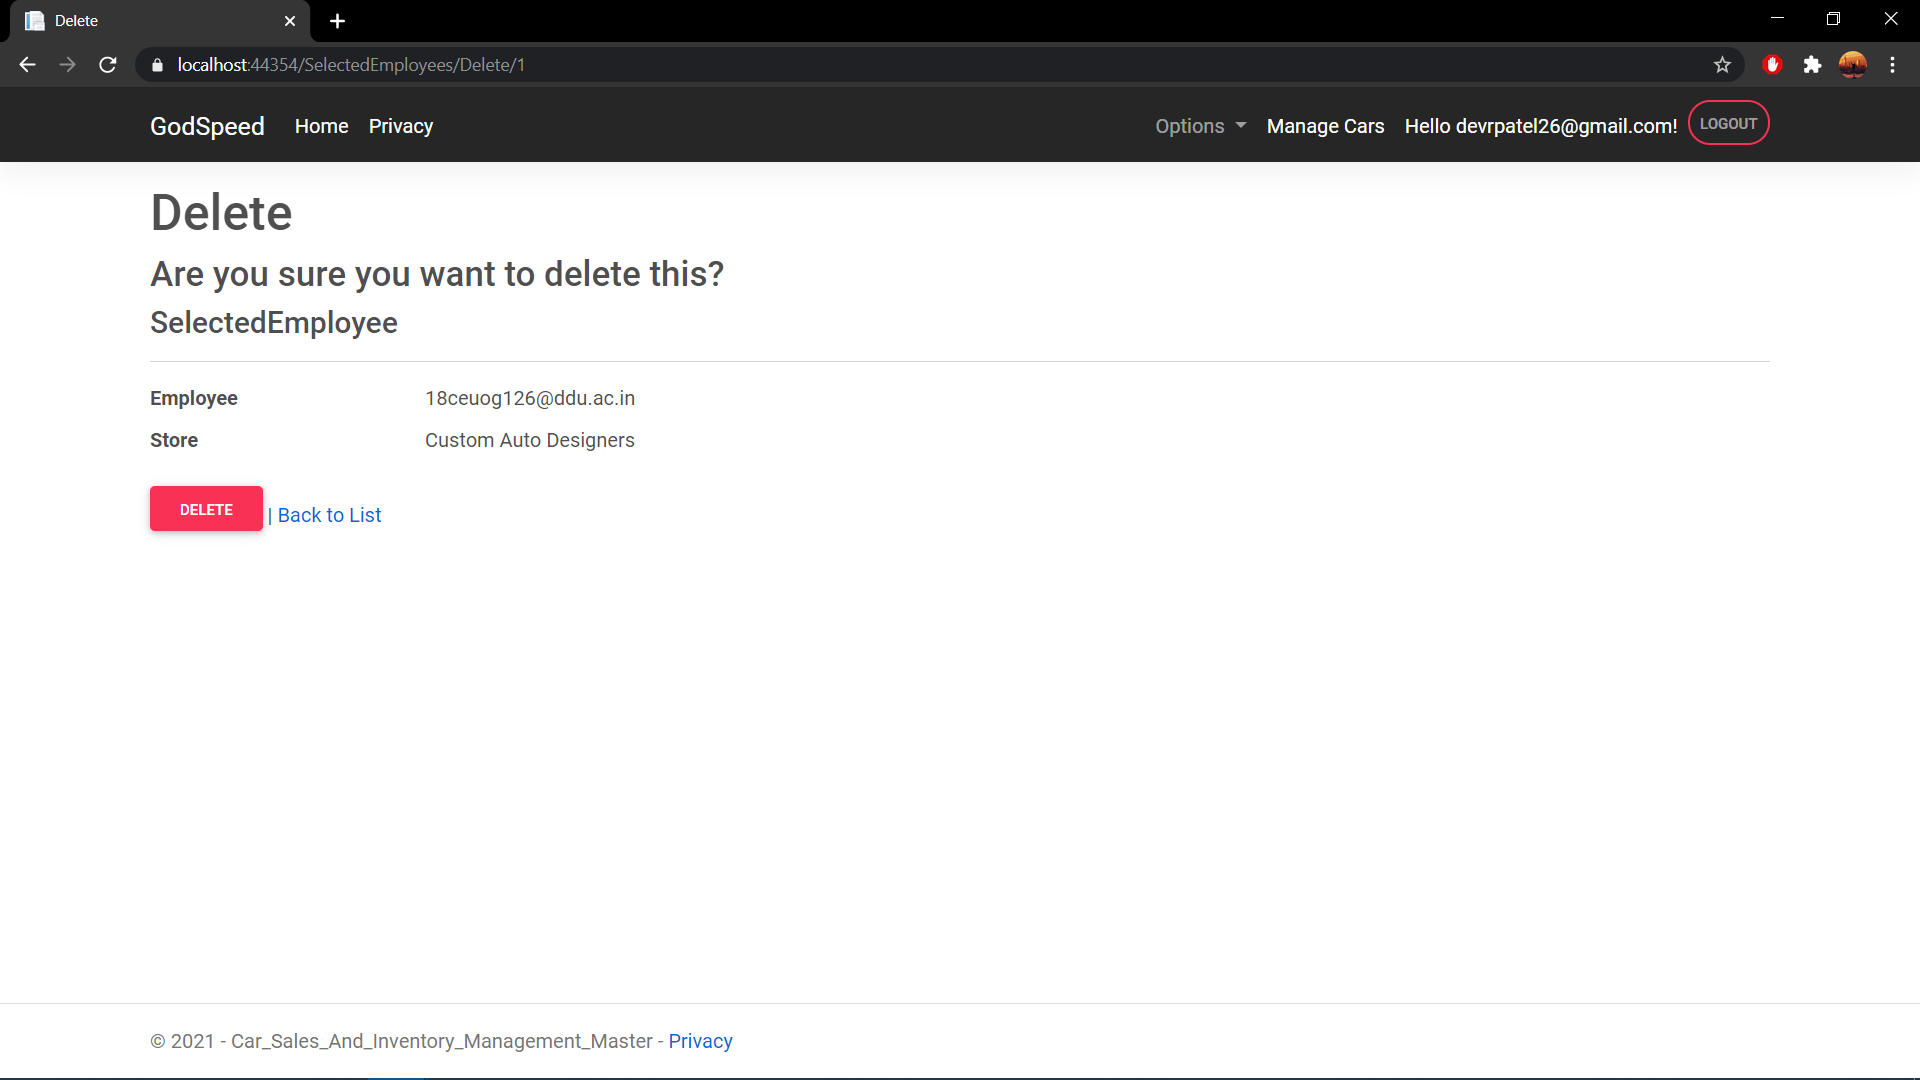 Delete
localhost:44354/SelectedEmployees/Delete/1
GodSpeed Home Privacy Options Manage Cars Hello devrpatel26@gmail.com! LOGOUT
Delete
Are you sure you want to delete this?
SelectedEmployee
Employee 18ceuog126@ddu.ac.in
Store Custom Auto Designers
DELETE | Back to List
© 2021 - Car_Sales_And_Inventory_Management_Master - Privacy